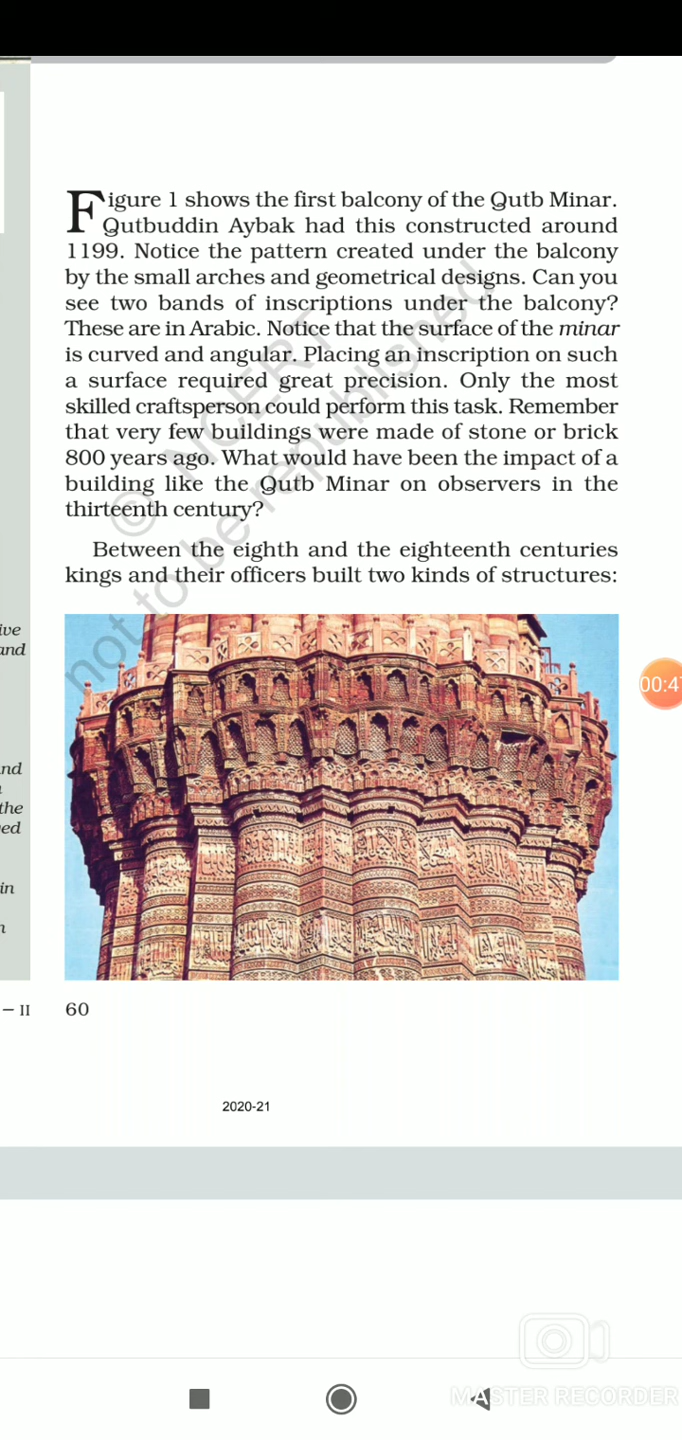 Figure 1 shows the first balcony of the Qutb Minar.
Qutbuddin Aybak had this constructed around
1199. Notice the pattern created under the balcony
by the small arches and geometrical designs. Can you
see two bands of inscriptions under the balcony?
These are in Arabic. Notice that the surface of the minar
is curved and angular. Placing an inscription on such
a surface required great precision. Only the most
skilled craftsperson could perform this task. Remember
that very few buildings were made of stone or brick
800 years ago. What would have been the impact of a
building like the Qutb Minar on observers in the
thirteenth century?
Between the eighth and the eighteenth centuries
kings and their officers built two kinds of structures:
© NCERT
not to be republished
ive
and
nd
the
ed
in
– II
60
2020-21
MASTER RECORDER